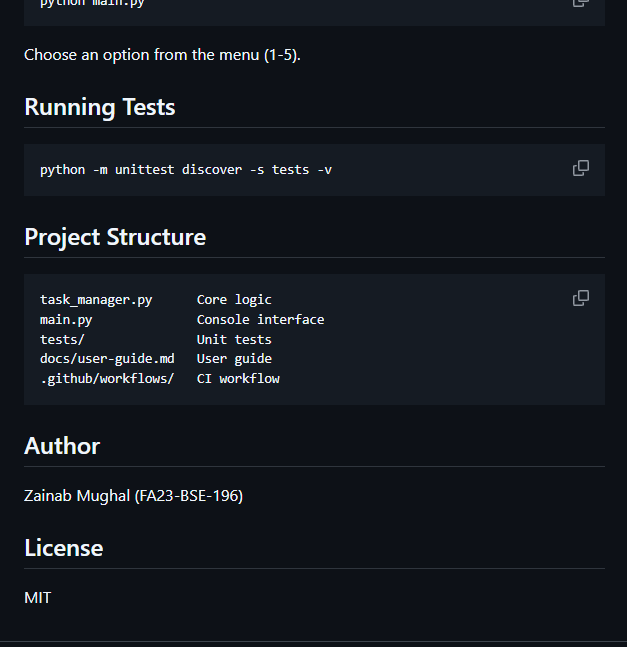 python main.py
Choose an option from the menu (1-5).
Running Tests
python -m unittest discover -s tests -v
Project Structure
task_manager.py      Core logic
main.py              Console interface
tests/               Unit tests
docs/user-guide.md   User guide
.github/workflows/   CI workflow
Author
Zainab Mughal (FA23-BSE-196)
License
MIT